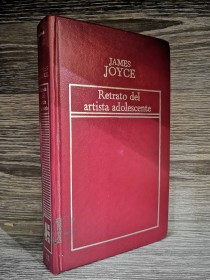 JAMES
JOYCE
Retrato del
artista adolescente